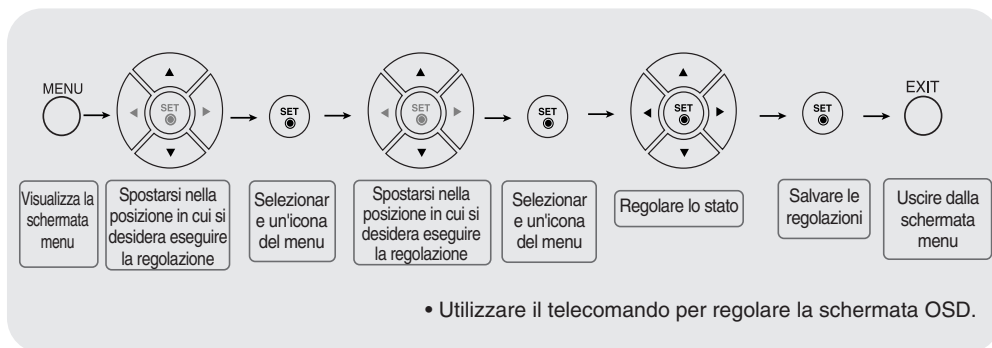 MENU
SET
SET
SET
SET
SET
SET
EXIT
Visualizza la
schermata
menu
Spostarsi nella
posizione in cui si
desidera eseguire
la regolazione
Selezionar
e un'icona
del menu
Spostarsi nella
posizione in cui si
desidera eseguire
la regolazione
Selezionar
e un'icona
del menu
Regolare lo stato
Salvare le
regolazioni
Uscire dalla
schermata
menu
• Utilizzare il telecomando per regolare la schermata OSD.